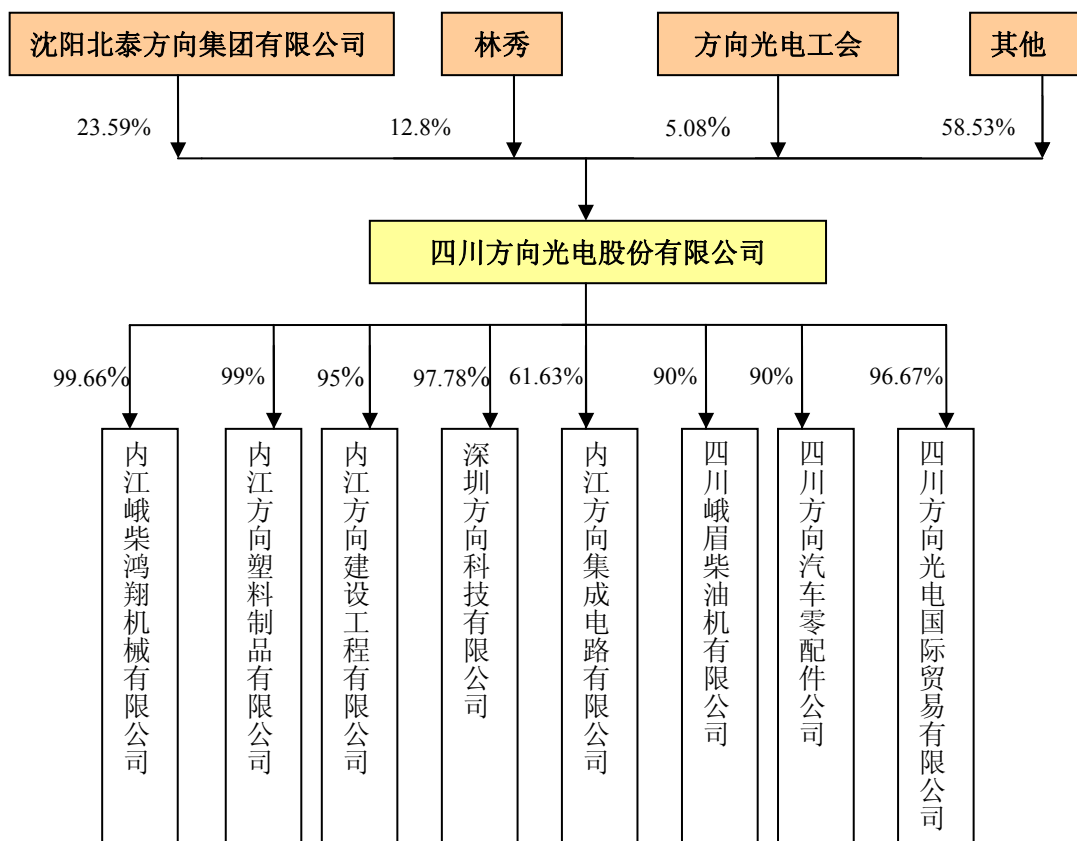 沈阳北泰方向集团有限公司
林秀
方向光电工会
其他
23.59%
12.8%
5.08%
58.53%
四川方向光电股份有限公司
99.66%
99%
95%
97.78%
61.63%
90%
90%
96.67%
内江峨柴鸿翔机械有限公司
内江方向塑料制品有限公司
内江方向建设工程有限公司
深圳方向科技有限公司
内江方向集成电路有限公司
四川峨眉柴油机有限公司
四川方向汽车零配件公司
四川方向光电国际贸易有限公司